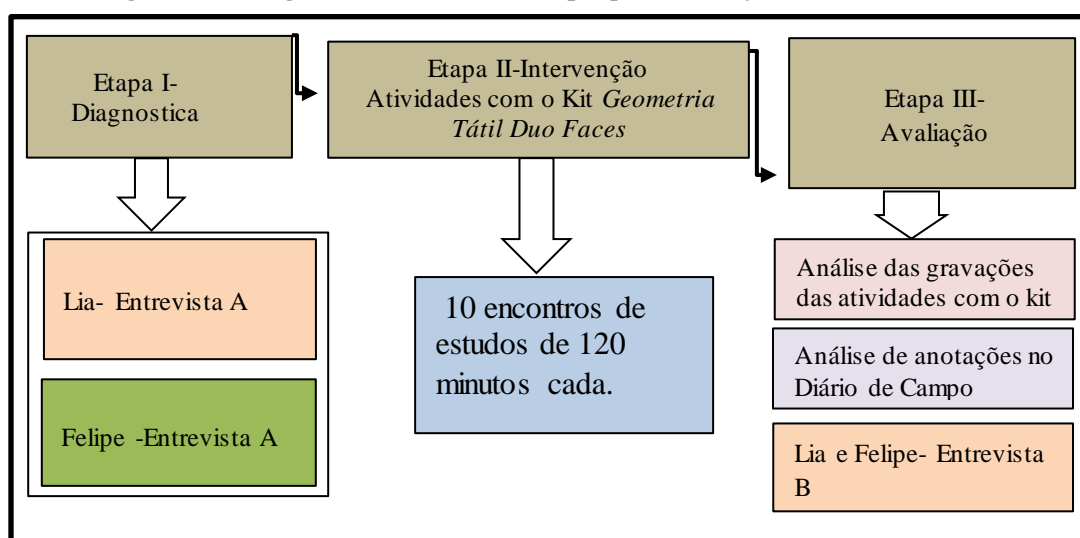 Etapa I-
Diagnostica
Etapa II-Intervenção
Atividades com o Kit Geometria
Tátil Duo Faces
Etapa III-
Avaliação
Lia- Entrevista A
Felipe -Entrevista A
10 encontros de
estudos de 120
minutos cada.
Análise das gravações
das atividades com o kit
Análise de anotações no
Diário de Campo
Lia e Felipe- Entrevista
B